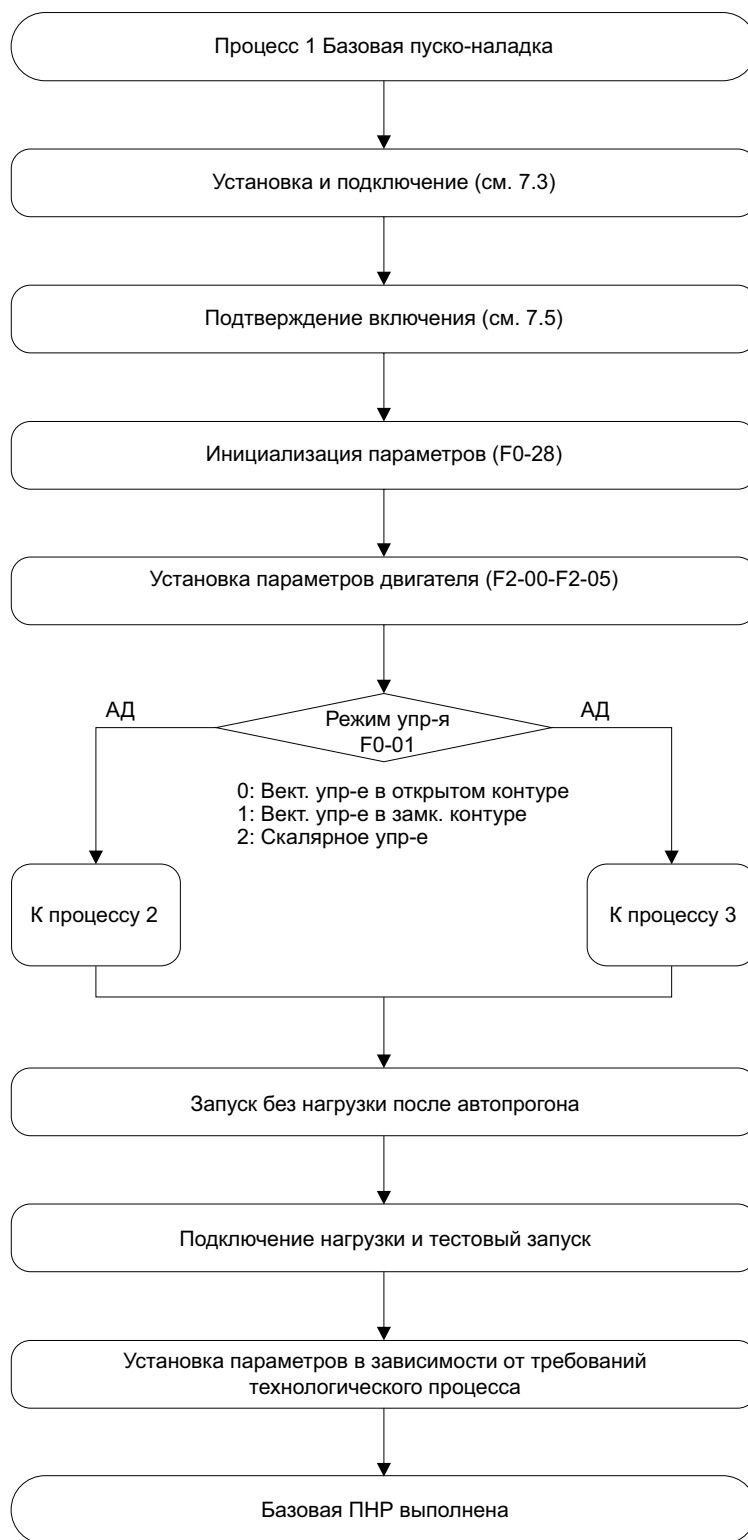 Процесс 1 Базовая пуско-наладка
Установка и подключение (см. 7.3)
Подтверждение включения (см. 7.5)
Инициализация параметров (F0-28)
Установка параметров двигателя (F2-00-F2-05)
АД
Режим упр-я
F0-01
АД
0: Вект. упр-е в открытом контуре
1: Вект. упр-е в замк. контуре
2: Скалярное упр-е
К процессу 2
К процессу 3
Запуск без нагрузки после автопрогона
Подключение нагрузки и тестовый запуск
Установка параметров в зависимости от требований
технологического процесса
Базовая ПНР выполнена